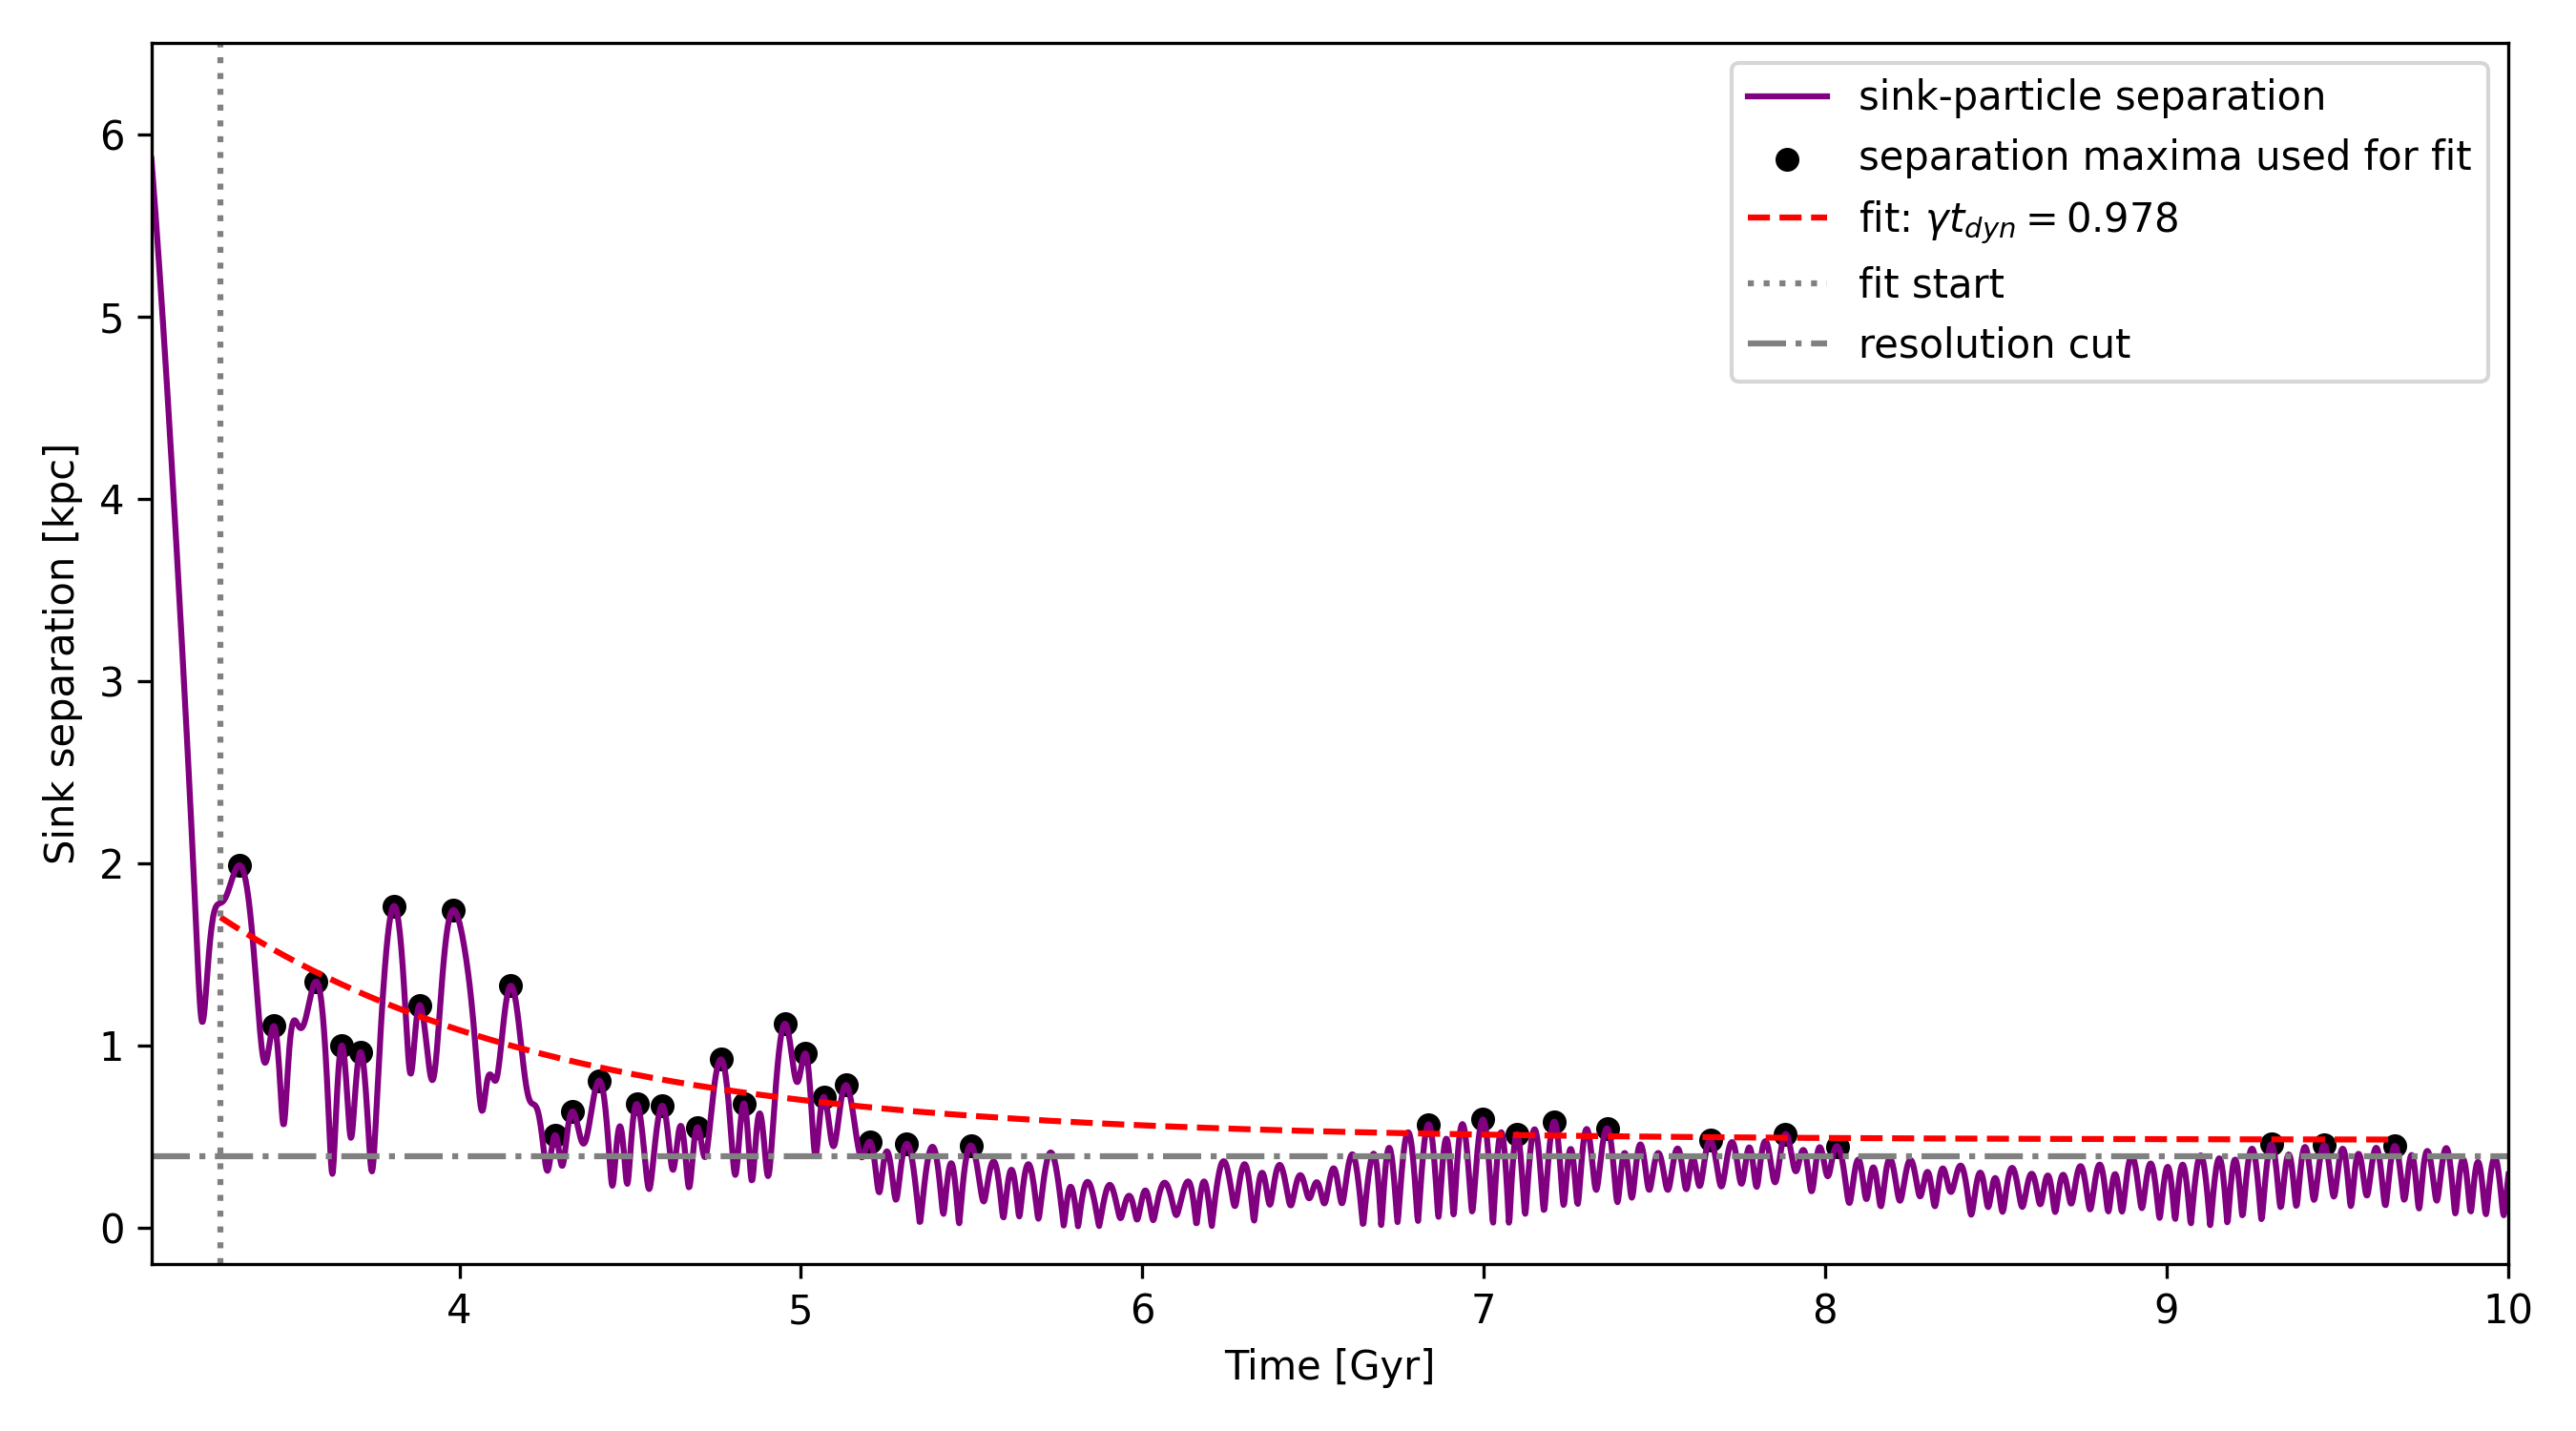 sink-particle separation
separation maxima used for fit
fit: γt_dyn = 0.978
fit start
resolution cut
Sink separation [kpc]
6
5
4
3
2
1
0
4 5 6 7 8 9 10
Time [Gyr]